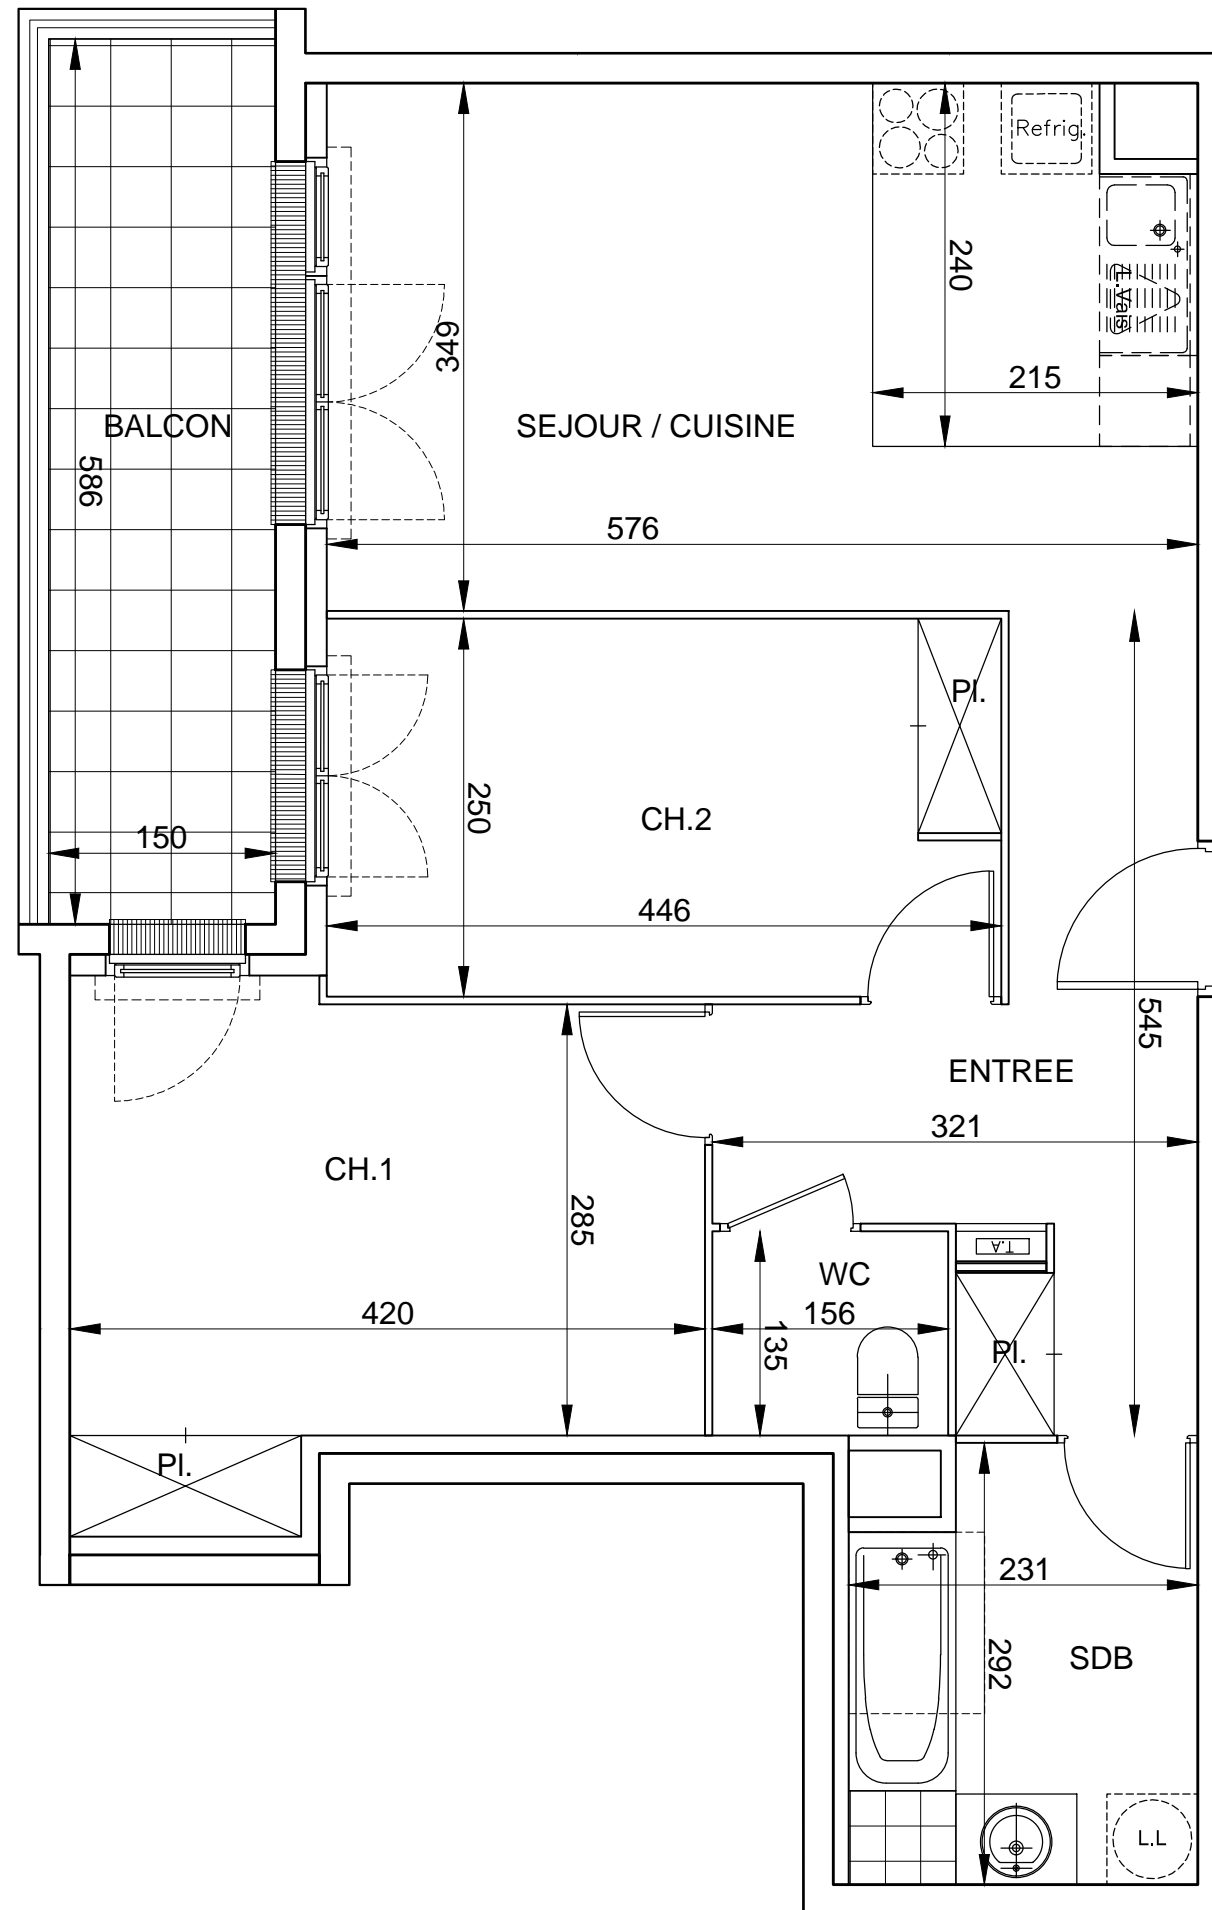 Refrig.
240
L.Vais
349
215
BALCON
SEJOUR / CUISINE
586
576
Pl.
250
CH.2
150
446
545
ENTREE
321
CH.1
285
T.A
WC
420
156
135
Pl.
Pl.
231
292
SDB
L.L